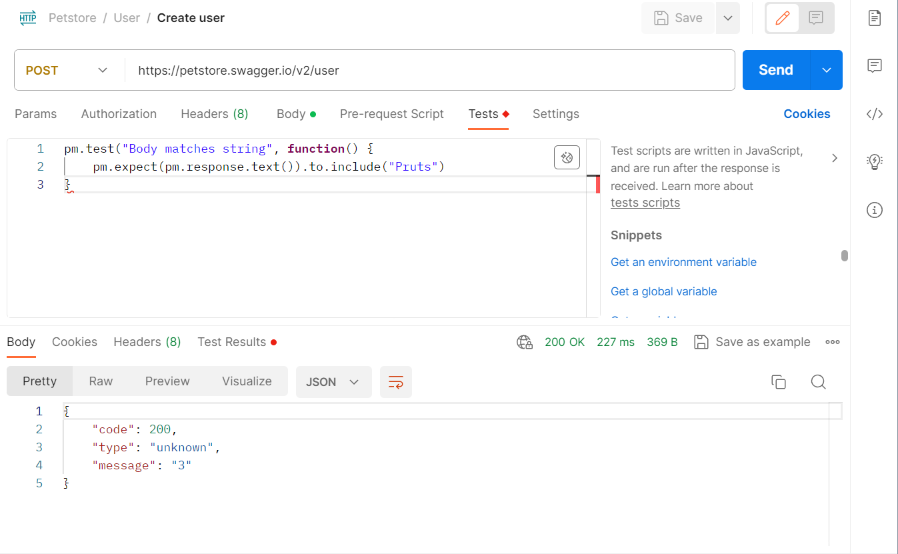 HTTP Petstore / User / Create user Save
POST https://petstore.swagger.io/v2/user Send
Params Authorization Headers (8) Body Pre-request Script Tests Settings Cookies
1 pm.test("Body matches string", function() {
2 pm.expect(pm.response.text()).to.include("Pruts")
3 }
Test scripts are written in JavaScript,
and are run after the response is
received. Learn more about
tests scripts
Snippets
Get an environment variable
Get a global variable
Body Cookies Headers (8) Test Results 200 OK 227 ms 369 B Save as example
Pretty Raw Preview Visualize JSON
1 {
2 "code": 200,
3 "type": "unknown",
4 "message": "3"
5 }